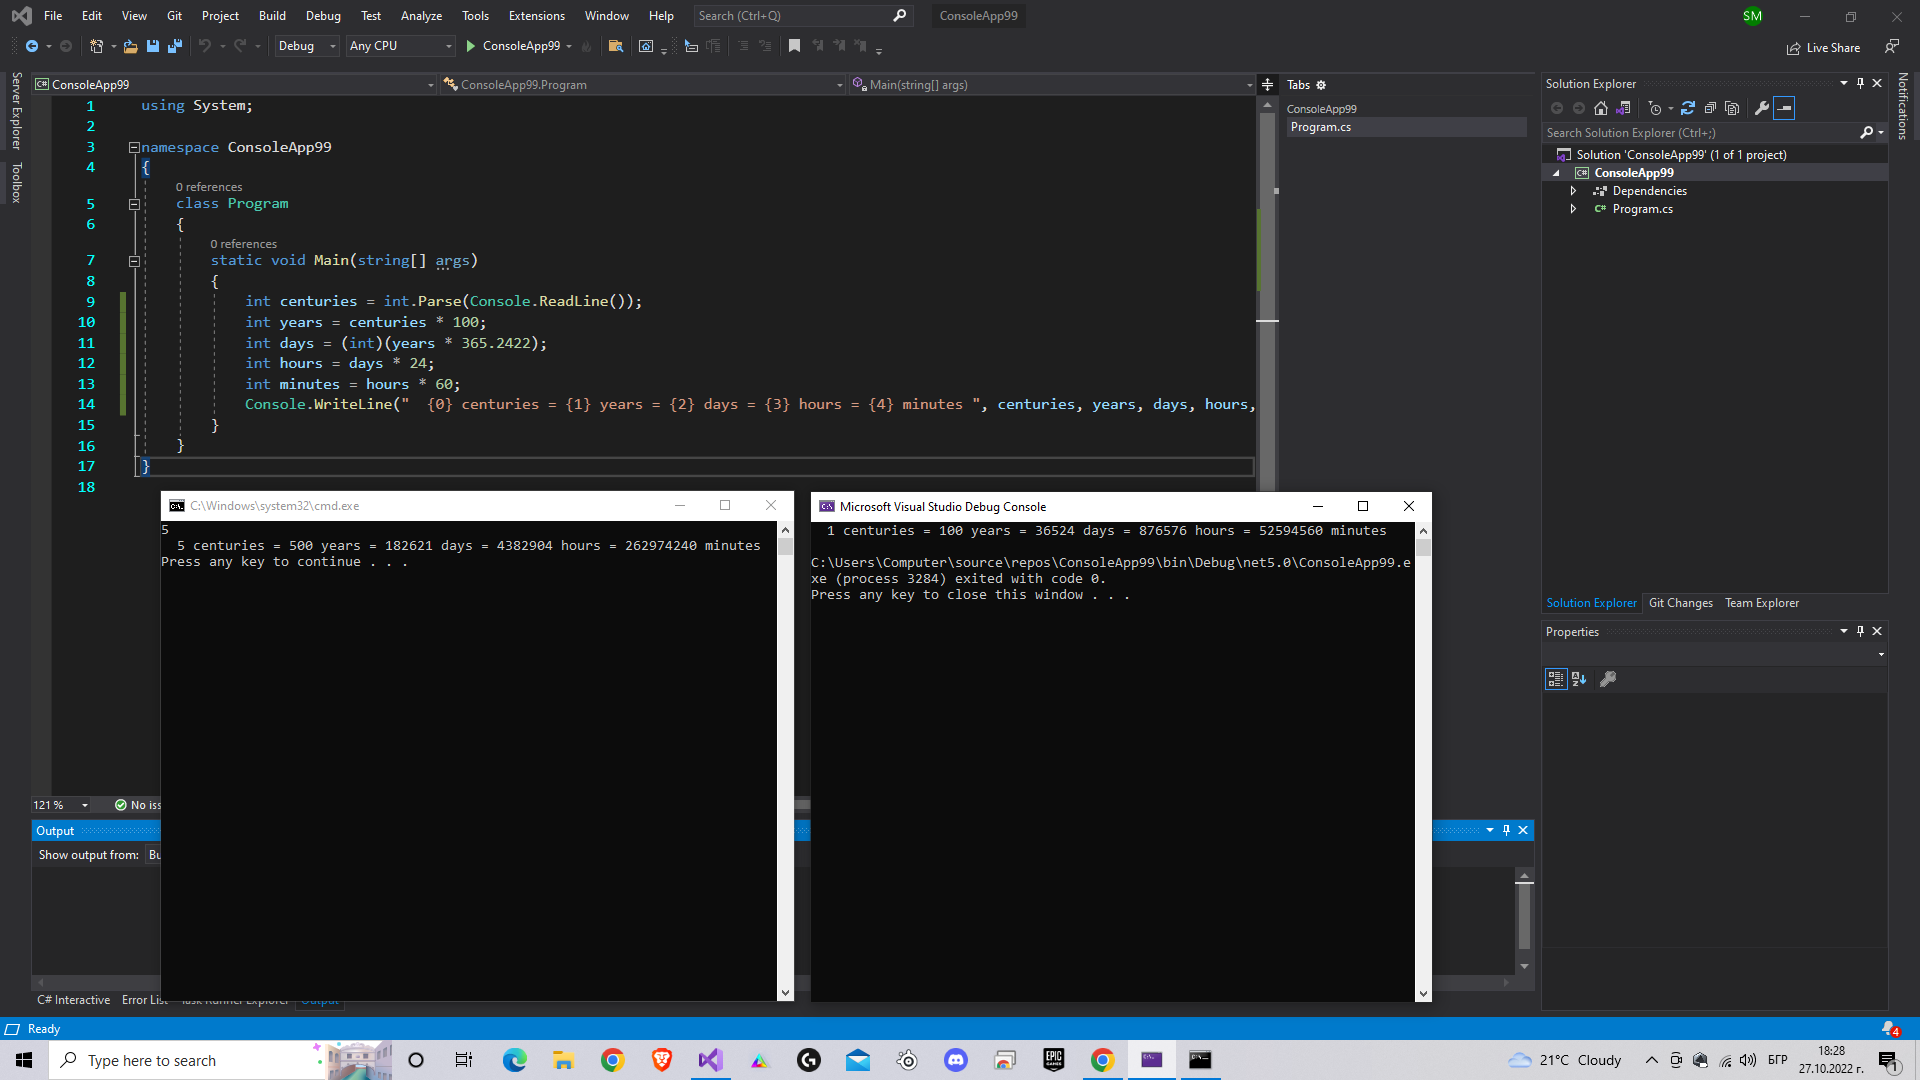 File Edit View Git Project Build Debug Test Analyze Tools Extensions Window Help Search (Ctrl+Q) ConsoleApp99 SM
Debug Any CPU ConsoleApp99 Live Share
Server Explorer
Toolbox
Notifications
C# ConsoleApp99 ConsoleApp99.Program Main(string[] args)
1 using System;
2
3 namespace ConsoleApp99
4 {
0 references
5 class Program
6 {
0 references
7 static void Main(string[] args)
8 {
9 int centuries = int.Parse(Console.ReadLine());
10 int years = centuries * 100;
11 int days = (int)(years * 365.2422);
12 int hours = days * 24;
13 int minutes = hours * 60;
14 Console.WriteLine("  {0} centuries = {1} years = {2} days = {3} hours = {4} minutes ", centuries, years, days, hours,
15 }
16 }
17 }
18
Tabs
ConsoleApp99
Program.cs
Solution Explorer
Search Solution Explorer (Ctrl+;)
Solution 'ConsoleApp99' (1 of 1 project)
C# ConsoleApp99
Dependencies
C# Program.cs
Solution Explorer Git Changes Team Explorer
Properties
C:\Windows\system32\cmd.exe
5
  5 centuries = 500 years = 182621 days = 4382904 hours = 262974240 minutes
Press any key to continue . . .
Microsoft Visual Studio Debug Console
  1 centuries = 100 years = 36524 days = 876576 hours = 52594560 minutes
C:\Users\Computer\source\repos\ConsoleApp99\bin\Debug\net5.0\ConsoleApp99.e
xe (process 3284) exited with code 0.
Press any key to close this window . . .
121 % No iss
Output
Show output from: Bu
C# Interactive Error List Task Runner Explorer Output
Ready 4
Type here to search EPIC GAMES 21°C Cloudy БГР 18:28
27.10.2022 г. 1